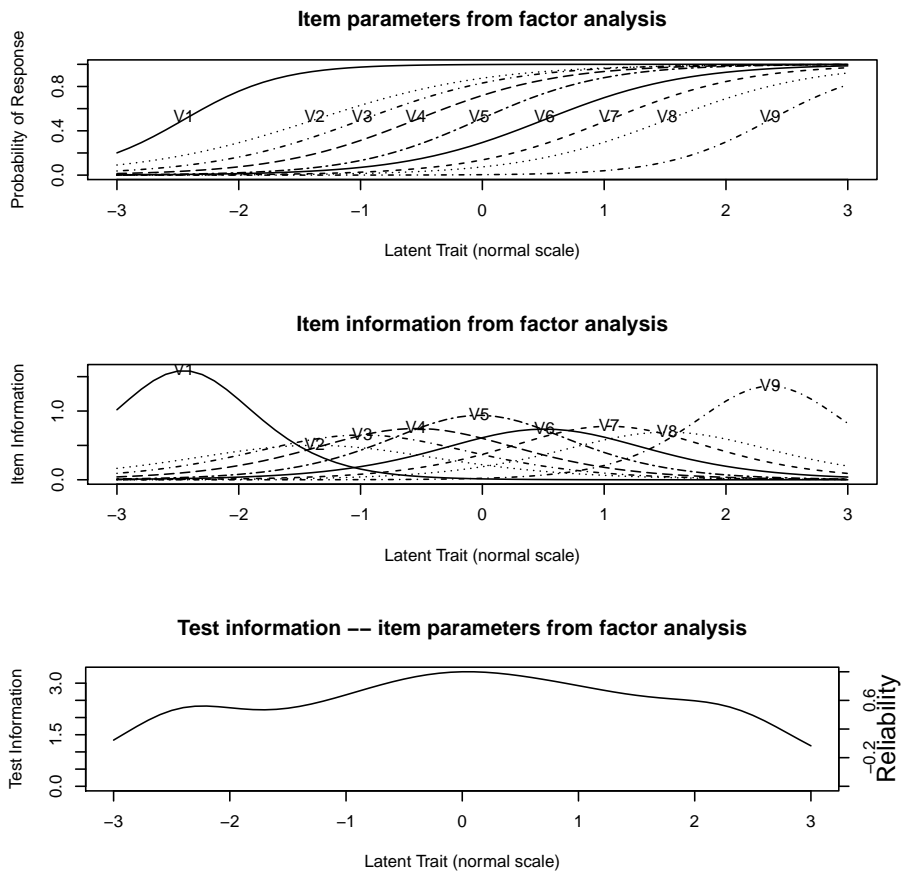 Item parameters from factor analysis
Probability of Response
0.0 0.4 0.8
V1 V2 V3 V4 V5 V6 V7 V8 V9
−3 −2 −1 0 1 2 3
Latent Trait (normal scale)
Item information from factor analysis
Item Information
0.0 1.0
V1 V2 V3 V4 V5 V6 V7 V8 V9
−3 −2 −1 0 1 2 3
Latent Trait (normal scale)
Test information −− item parameters from factor analysis
Test Information
0.0 1.5 3.0
−0.2 0.6
Reliability
−3 −2 −1 0 1 2 3
Latent Trait (normal scale)